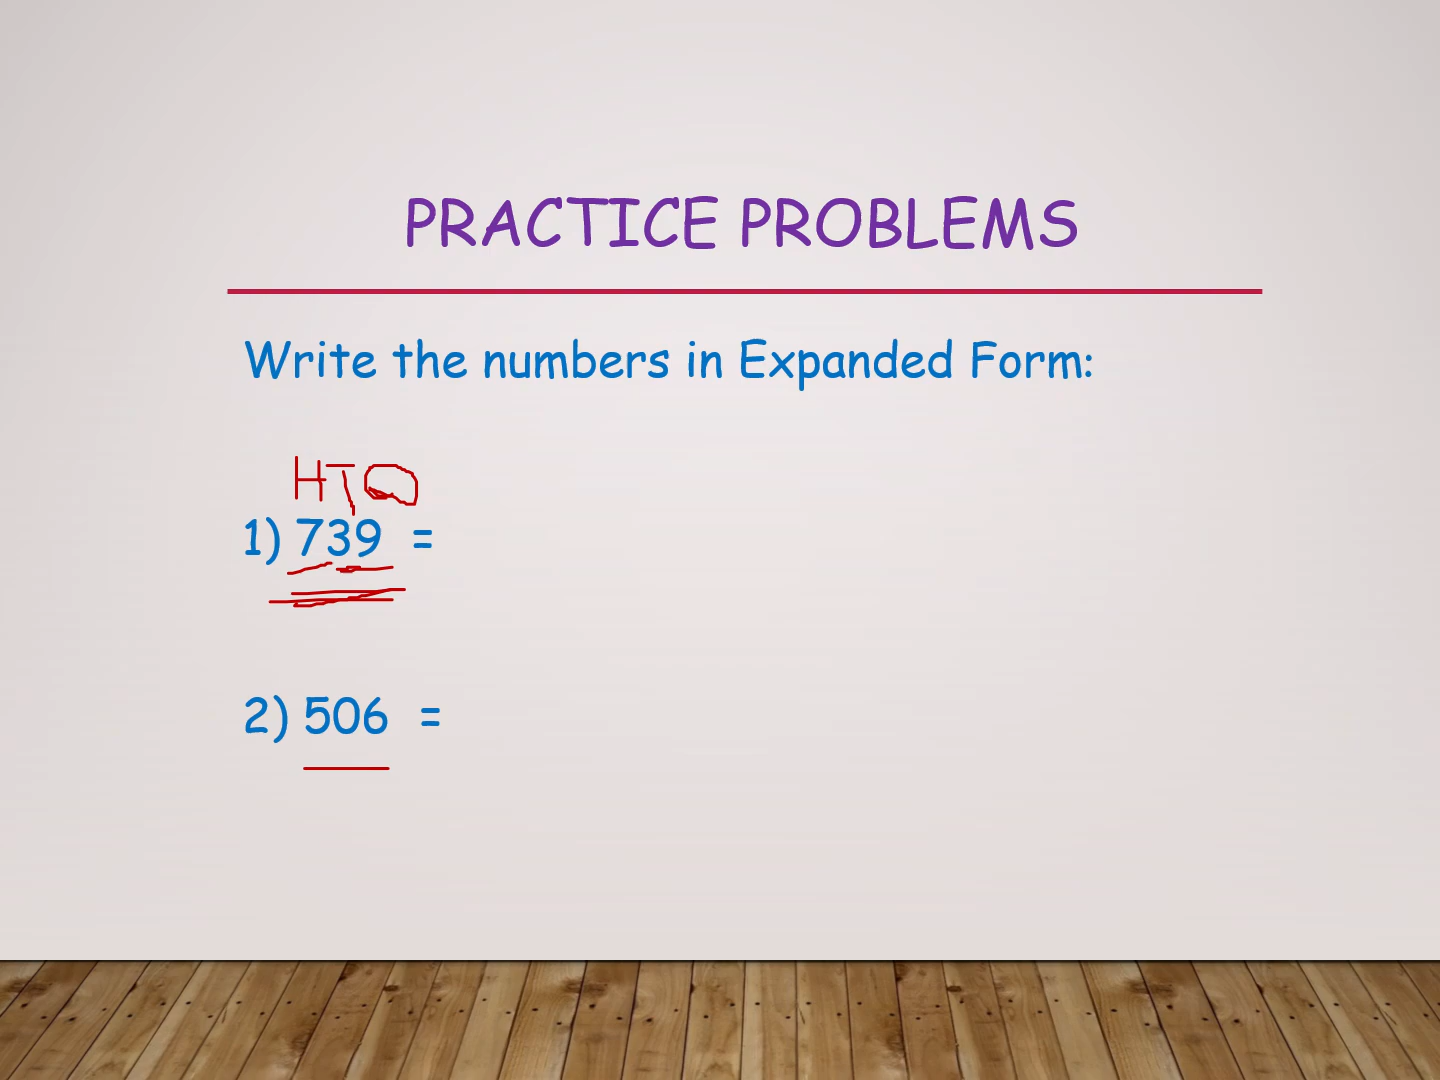 PRACTICE PROBLEMS
Write the numbers in Expanded Form:
HTO
1) 739 =
2) 506 =